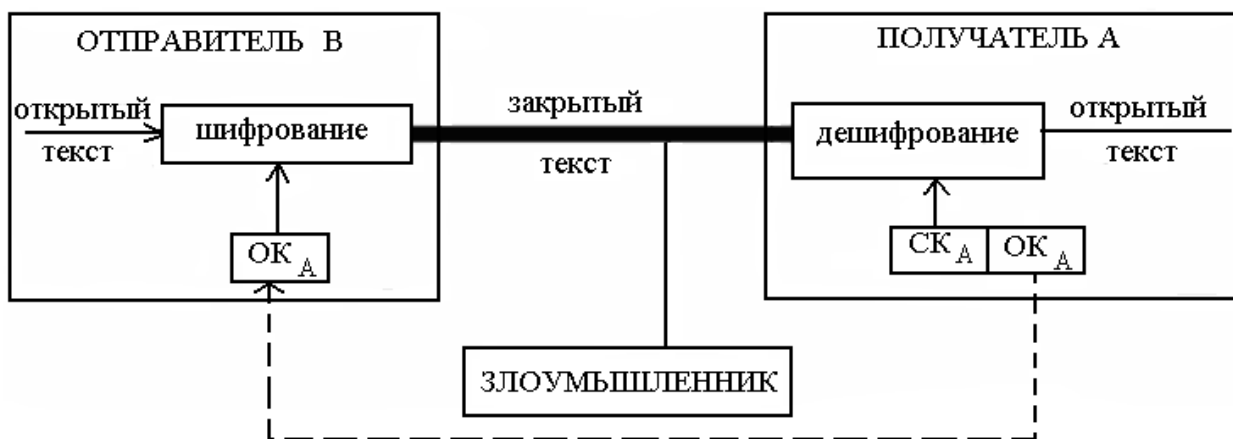 ОТПРАВИТЕЛЬ В
ПОЛУЧАТЕЛЬ А
открытый
текст
шифрование
закрытый
текст
дешифрование
открытый
текст
ОК А
СК А
ОК А
ЗЛОУМЫШЛЕННИК